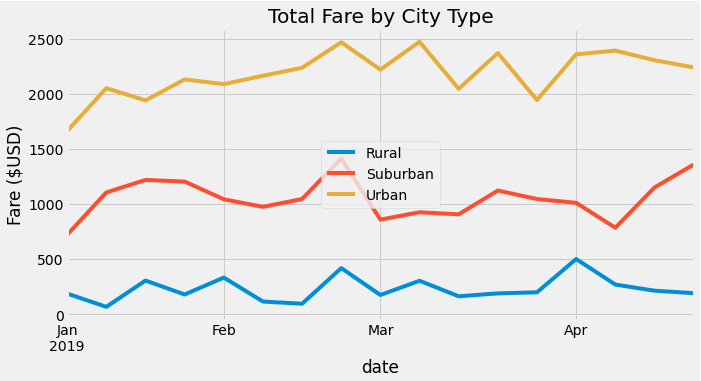 Total Fare by City Type
Fare ($USD)
2500
2000
1500
1000
500
0
Rural
Suburban
Urban
Jan Feb Mar Apr
2019
date